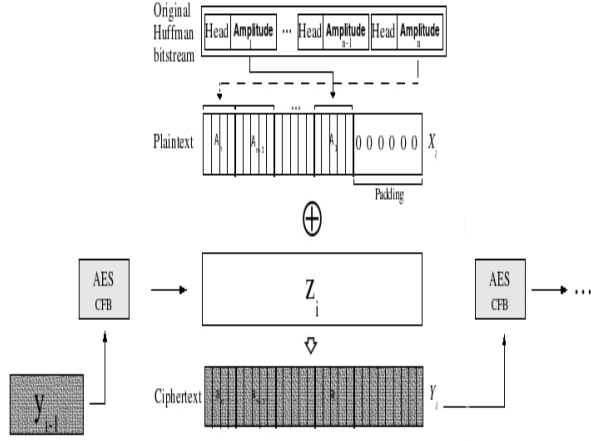 Original
Huffman
bitstream
Head Amplitude ... Head Amplitude n-1 Head Amplitude n
...
Plaintext A A n-1 A 0 0 0 0 0 0 X i
Padding
AES
CFB
Z i
AES
CFB
...
y i-1
Ciphertext a a a Y i